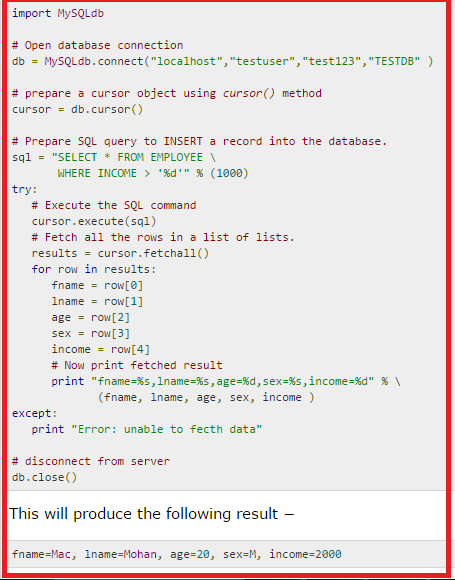 import MySQLdb
# Open database connection
db = MySQLdb.connect("localhost","testuser","test123","TESTDB" )
# prepare a cursor object using cursor() method
cursor = db.cursor()
# Prepare SQL query to INSERT a record into the database.
sql = "SELECT * FROM EMPLOYEE \
       WHERE INCOME > '%d'" % (1000)
try:
   # Execute the SQL command
   cursor.execute(sql)
   # Fetch all the rows in a list of lists.
   results = cursor.fetchall()
   for row in results:
      fname = row[0]
      lname = row[1]
      age = row[2]
      sex = row[3]
      income = row[4]
      # Now print fetched result
      print "fname=%s,lname=%s,age=%d,sex=%s,income=%d" % \
             (fname, lname, age, sex, income )
except:
   print "Error: unable to fecth data"
# disconnect from server
db.close()
This will produce the following result −
fname=Mac, lname=Mohan, age=20, sex=M, income=2000